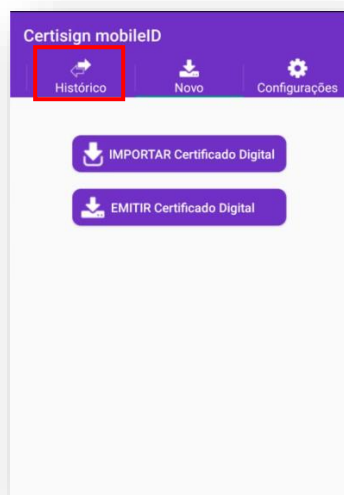 Certisign mobileID
Histórico Novo Configurações
IMPORTAR Certificado Digital
EMITIR Certificado Digital